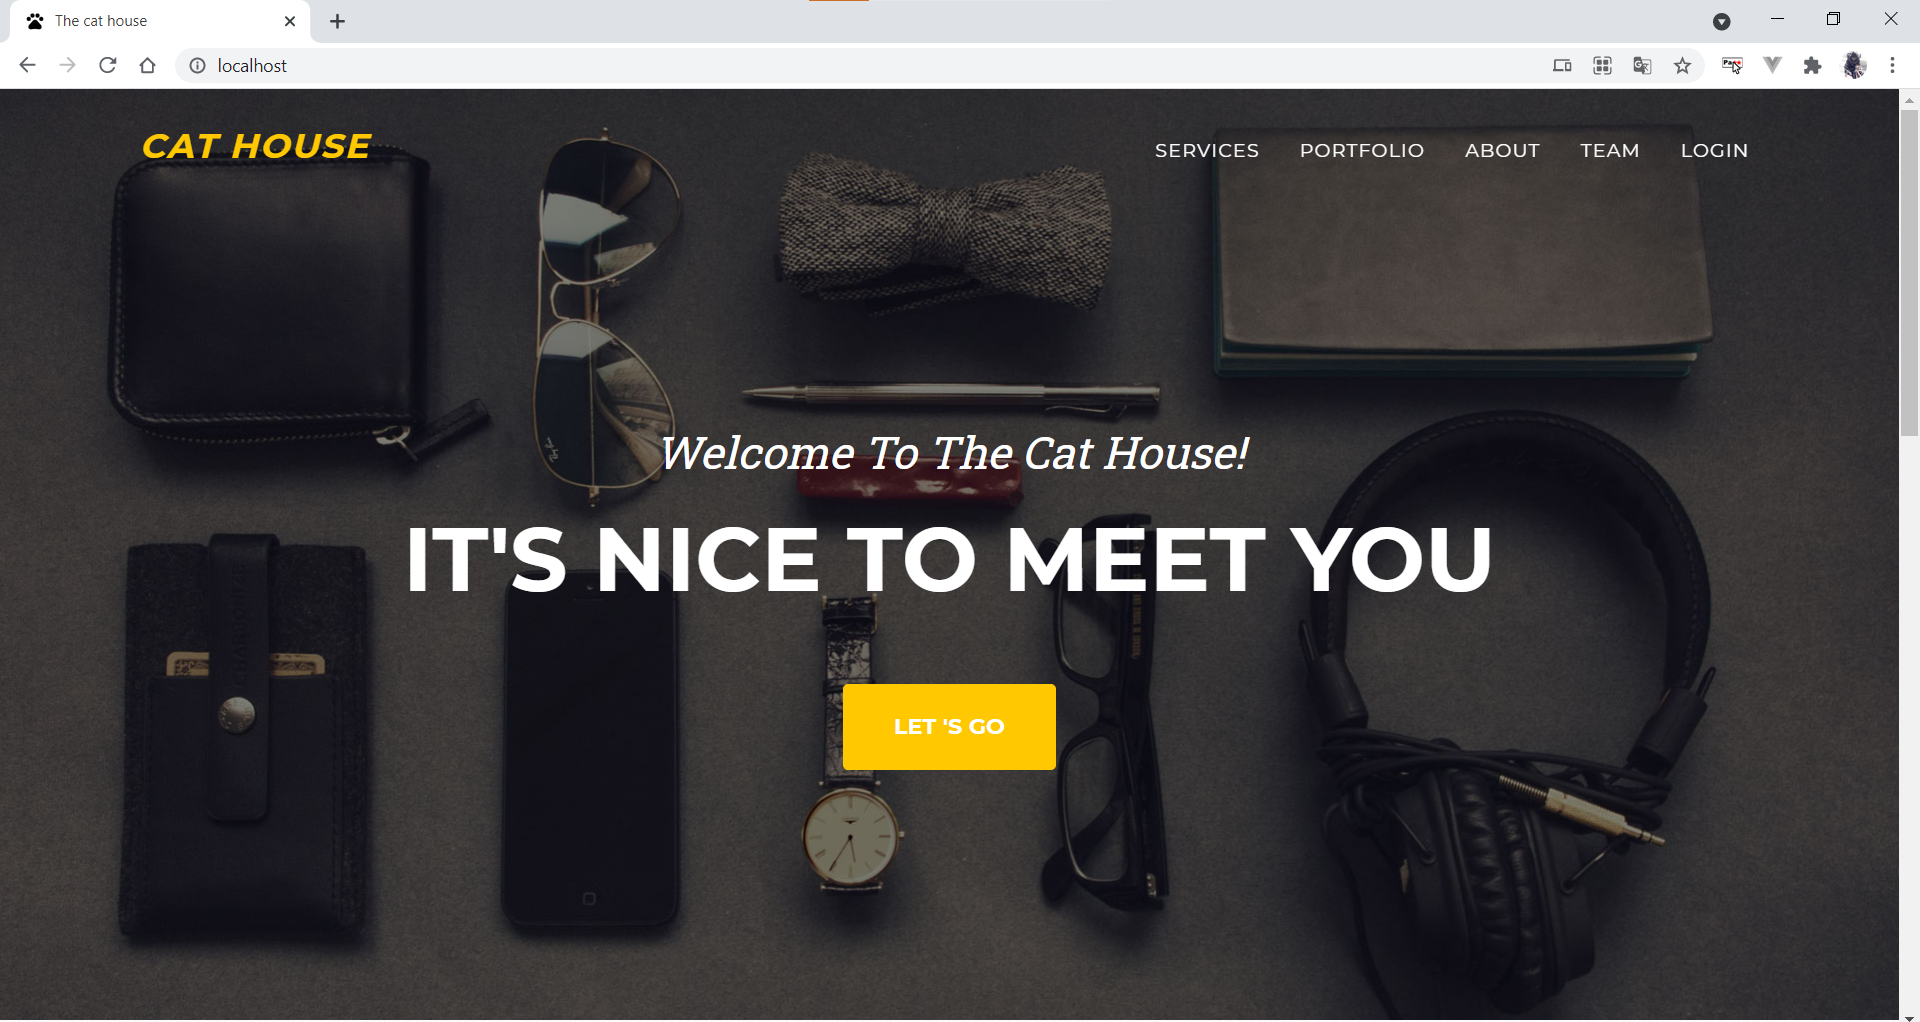 The cat house
localhost
CAT HOUSE
SERVICES PORTFOLIO ABOUT TEAM LOGIN
Welcome To The Cat House!
IT'S NICE TO MEET YOU
LET 'S GO